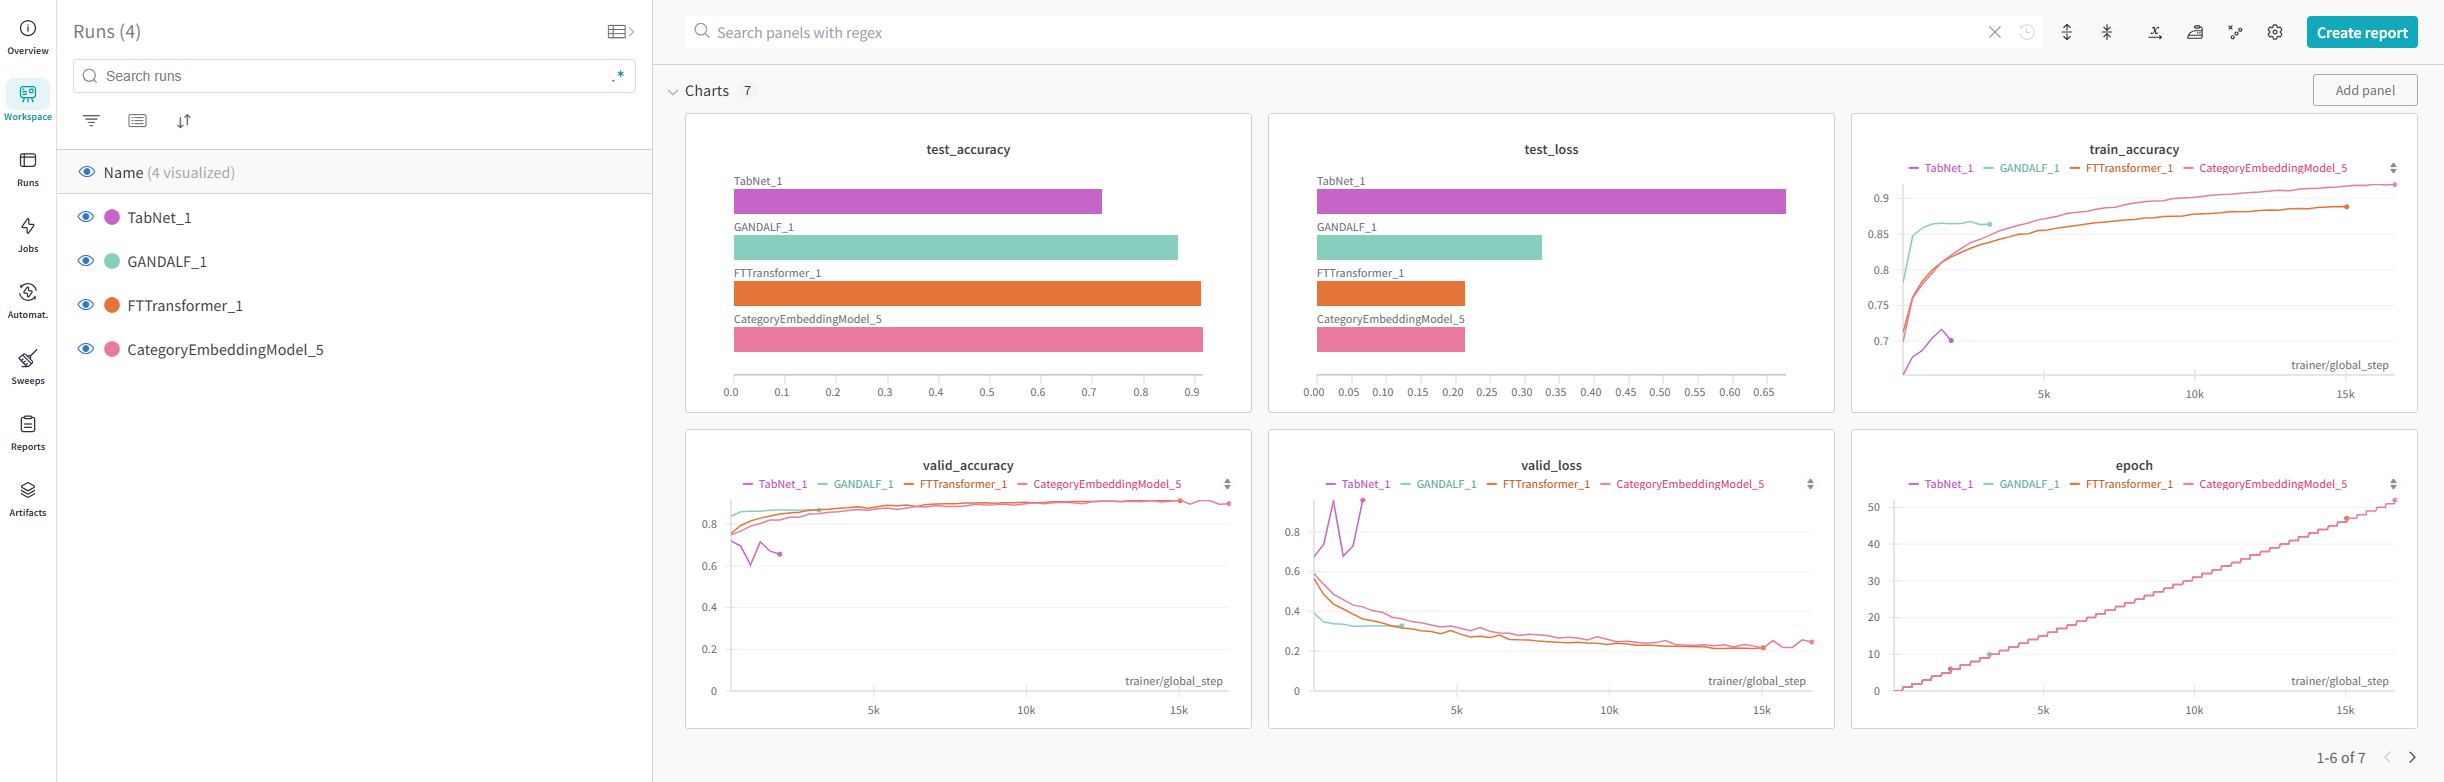 Overview
Workspace
Runs
Jobs
Automat.
Sweeps
Reports
Artifacts
Runs (4)
Search runs
.*
Name (4 visualized)
TabNet_1
GANDALF_1
FTTransformer_1
CategoryEmbeddingModel_5
Search panels with regex
Create report
Charts 7
Add panel
test_accuracy
TabNet_1
GANDALF_1
FTTransformer_1
CategoryEmbeddingModel_5
0.0 0.1 0.2 0.3 0.4 0.5 0.6 0.7 0.8 0.9
test_loss
TabNet_1
GANDALF_1
FTTransformer_1
CategoryEmbeddingModel_5
0.00 0.05 0.10 0.15 0.20 0.25 0.30 0.35 0.40 0.45 0.50 0.55 0.60 0.65
train_accuracy
TabNet_1 GANDALF_1 FTTransformer_1 CategoryEmbeddingModel_5
0.9
0.85
0.8
0.75
0.7
trainer/global_step
5k 10k 15k
valid_accuracy
TabNet_1 GANDALF_1 FTTransformer_1 CategoryEmbeddingModel_5
0.8
0.6
0.4
0.2
0
trainer/global_step
5k 10k 15k
valid_loss
TabNet_1 GANDALF_1 FTTransformer_1 CategoryEmbeddingModel_5
0.8
0.6
0.4
0.2
0
trainer/global_step
5k 10k 15k
epoch
TabNet_1 GANDALF_1 FTTransformer_1 CategoryEmbeddingModel_5
50
40
30
20
10
0
trainer/global_step
5k 10k 15k
1-6 of 7